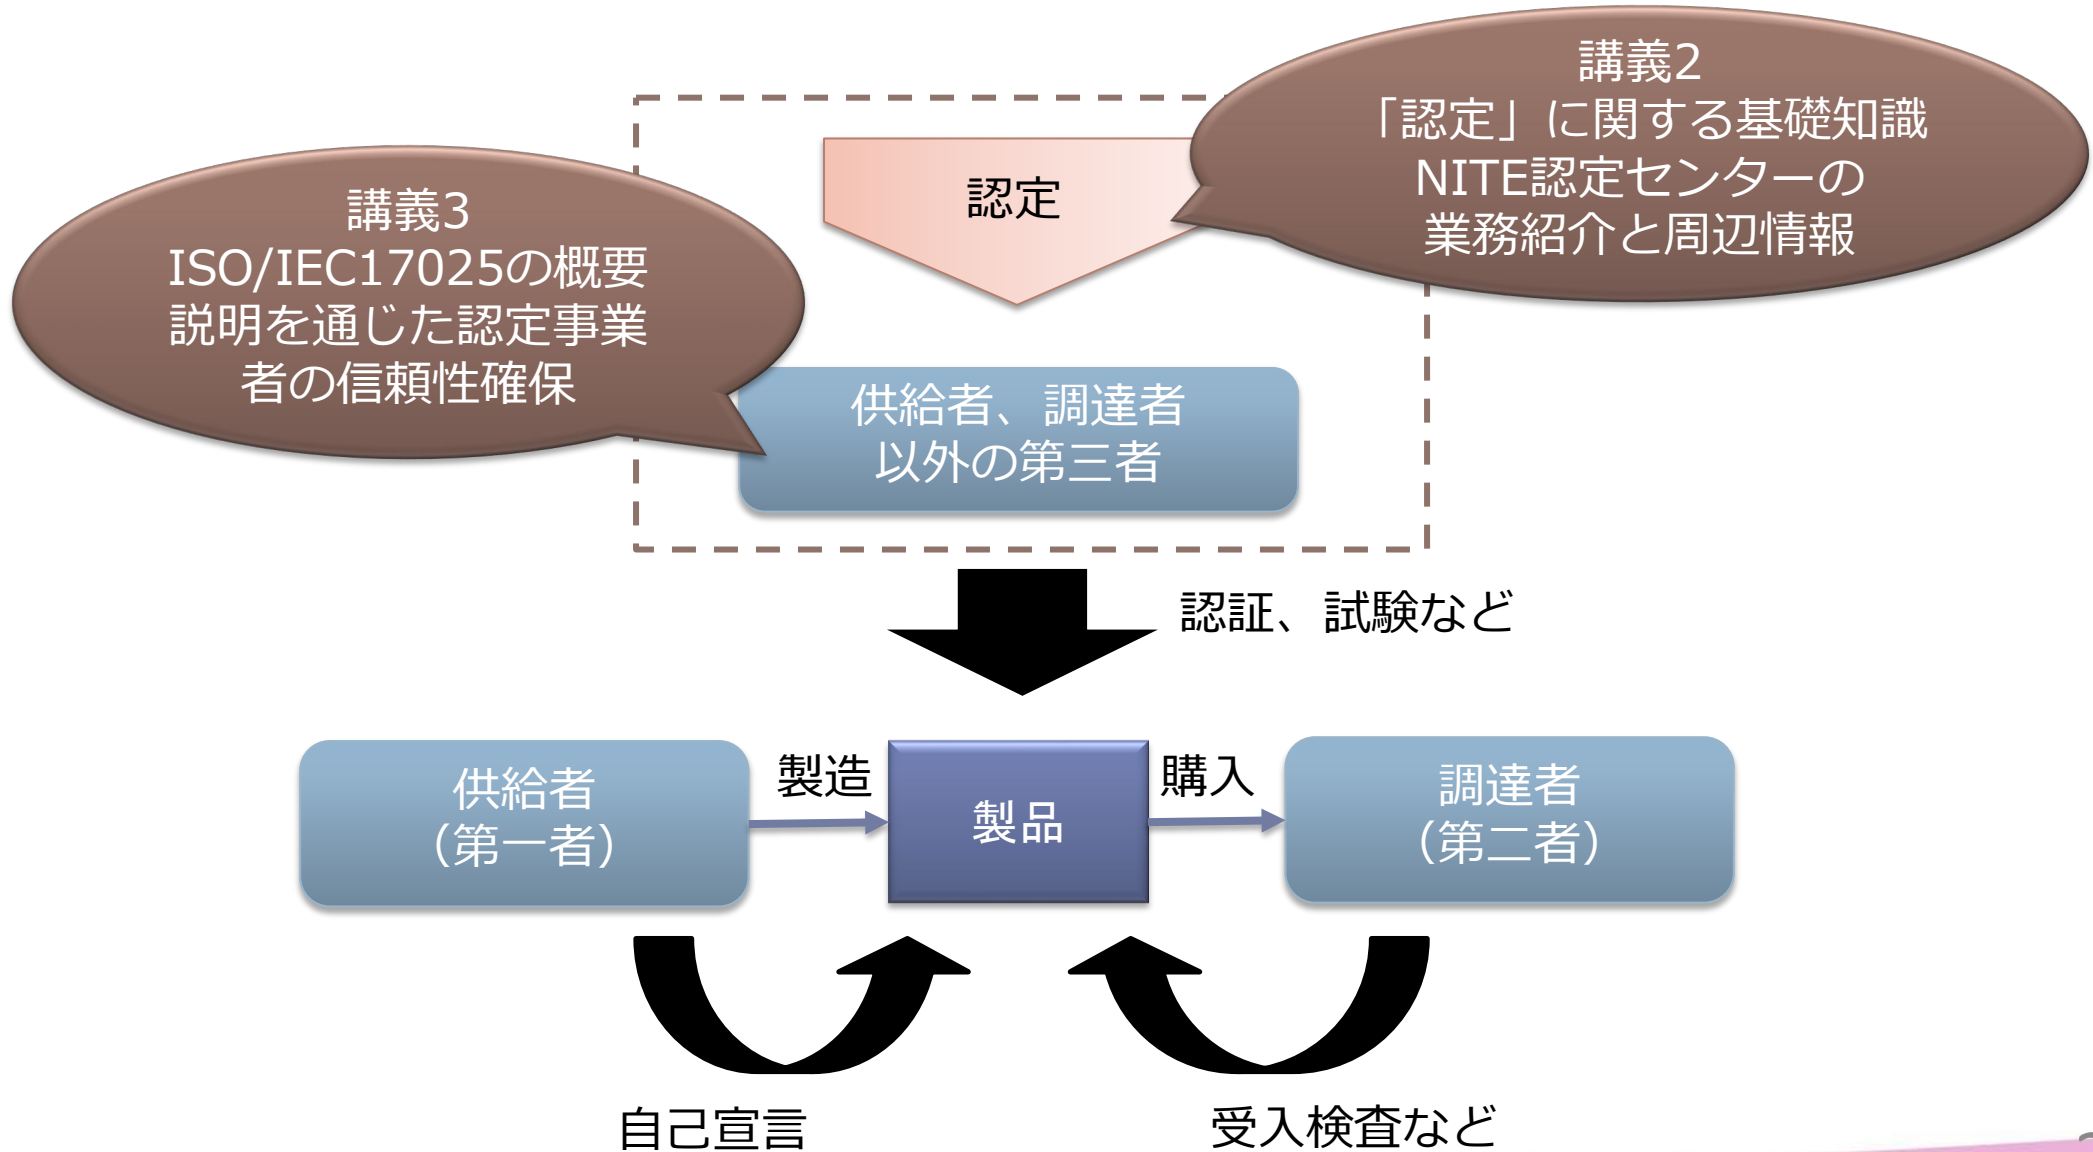 講義2
「認定」に関する基礎知識
NITE認定センターの
業務紹介と周辺情報
認定
講義3
ISO/IEC17025の概要
説明を通じた認定事業
者の信頼性確保
供給者、調達者
以外の第三者
認証、試験など
供給者
（第一者）
製造
製品
購入
調達者
（第二者）
自己宣言
受入検査など